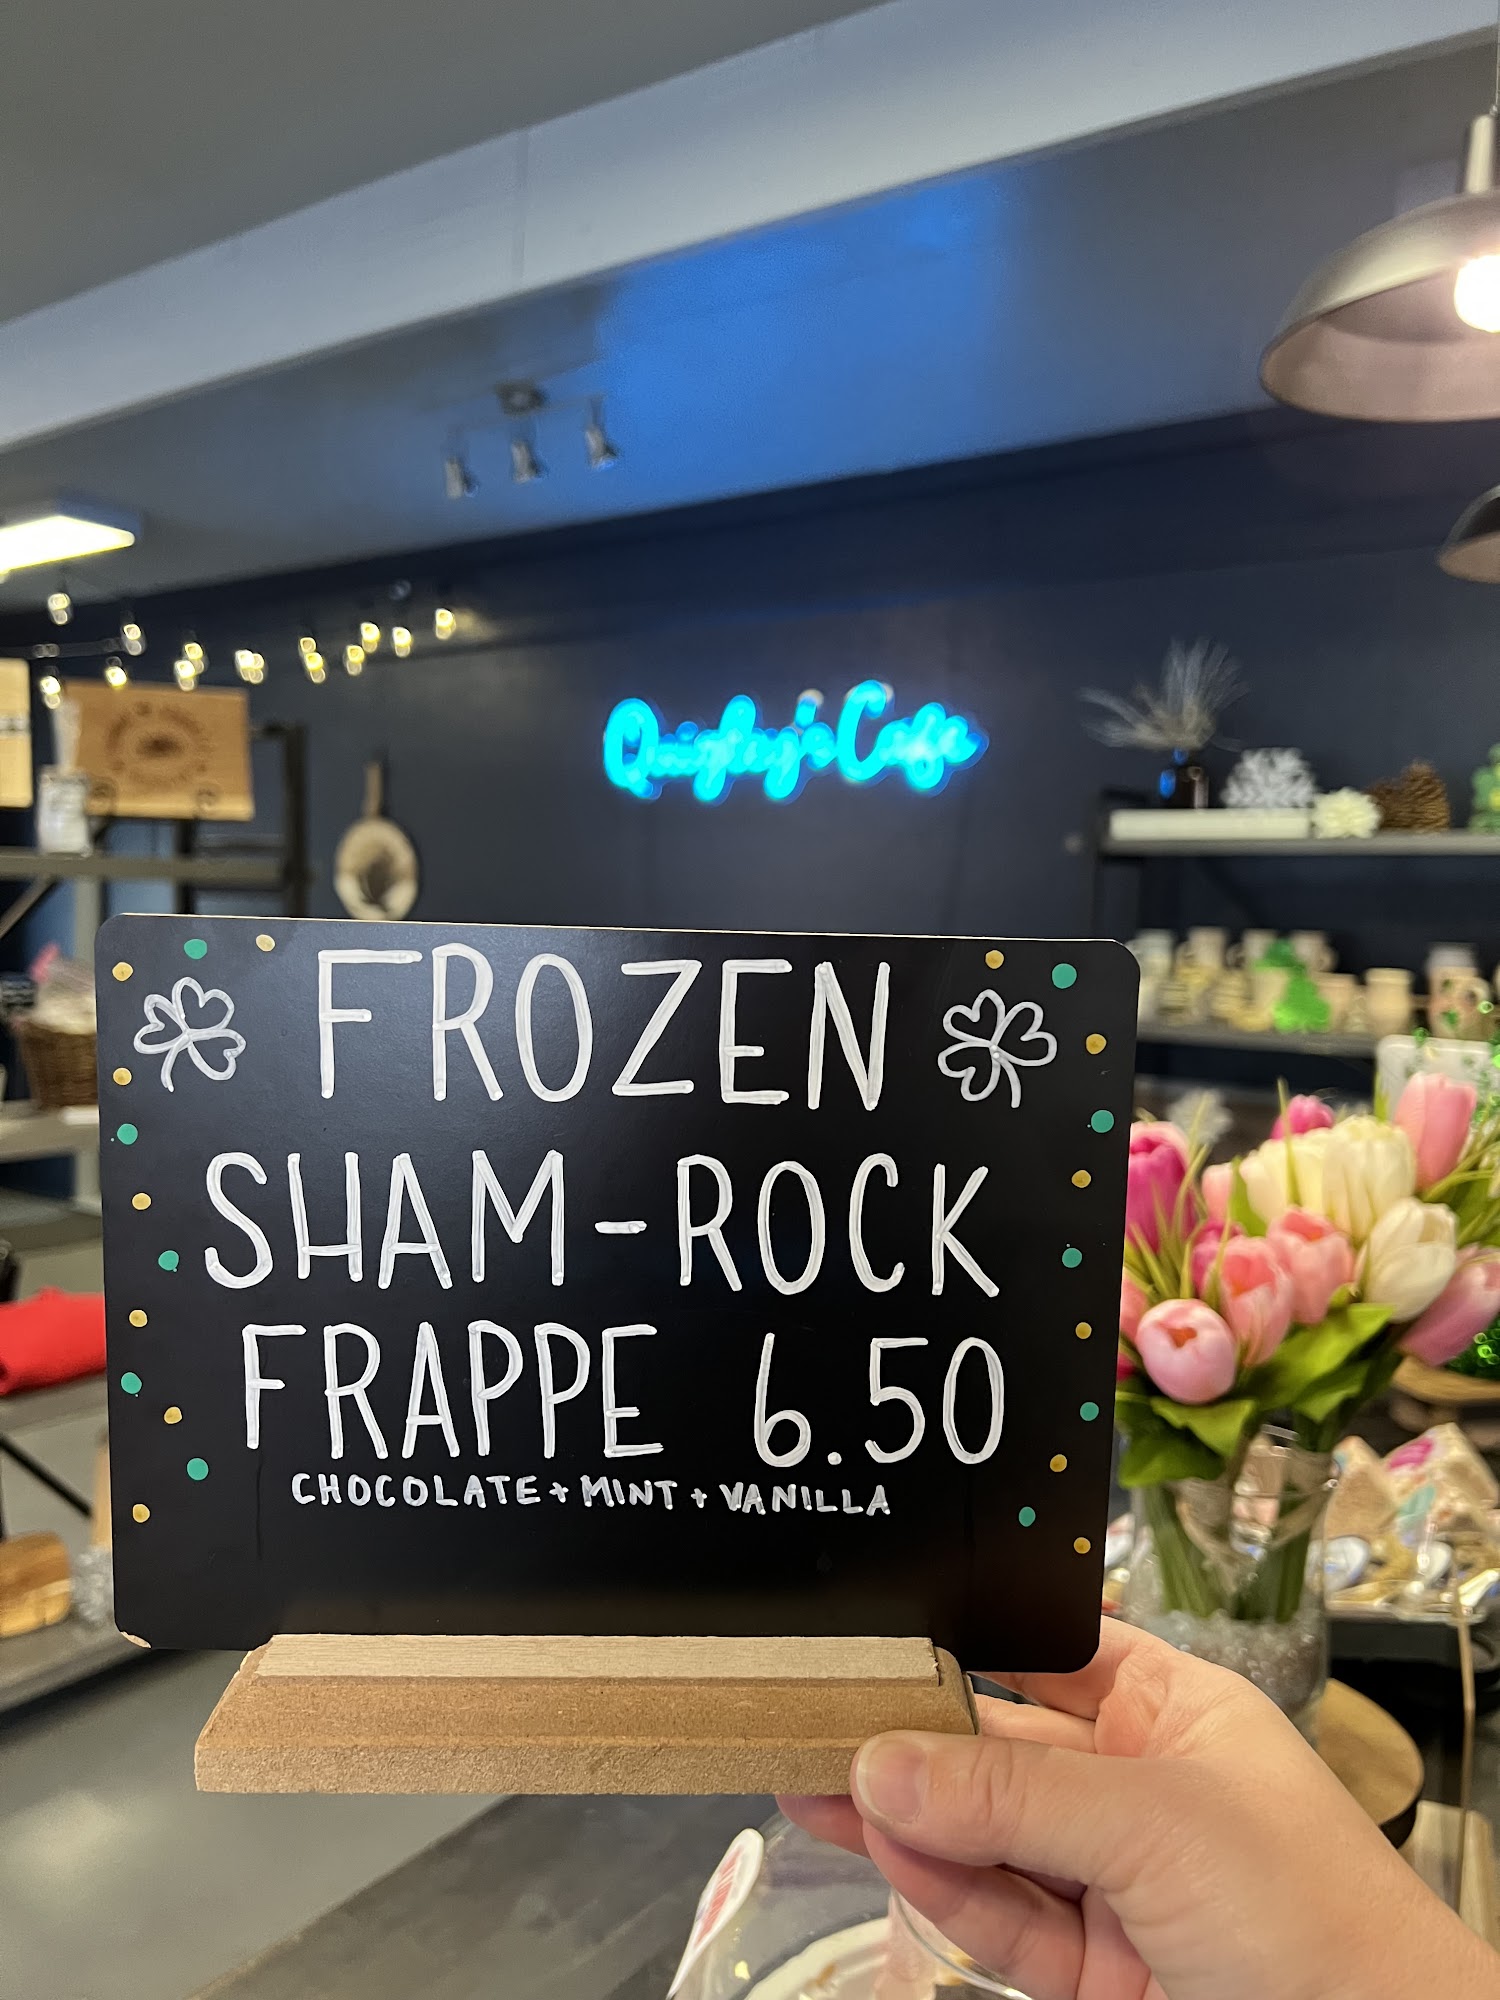 Quigley's Cafe
FROZEN
SHAM-ROCK
FRAPPE 6.50
CHOCOLATE + MINT + VANILLA